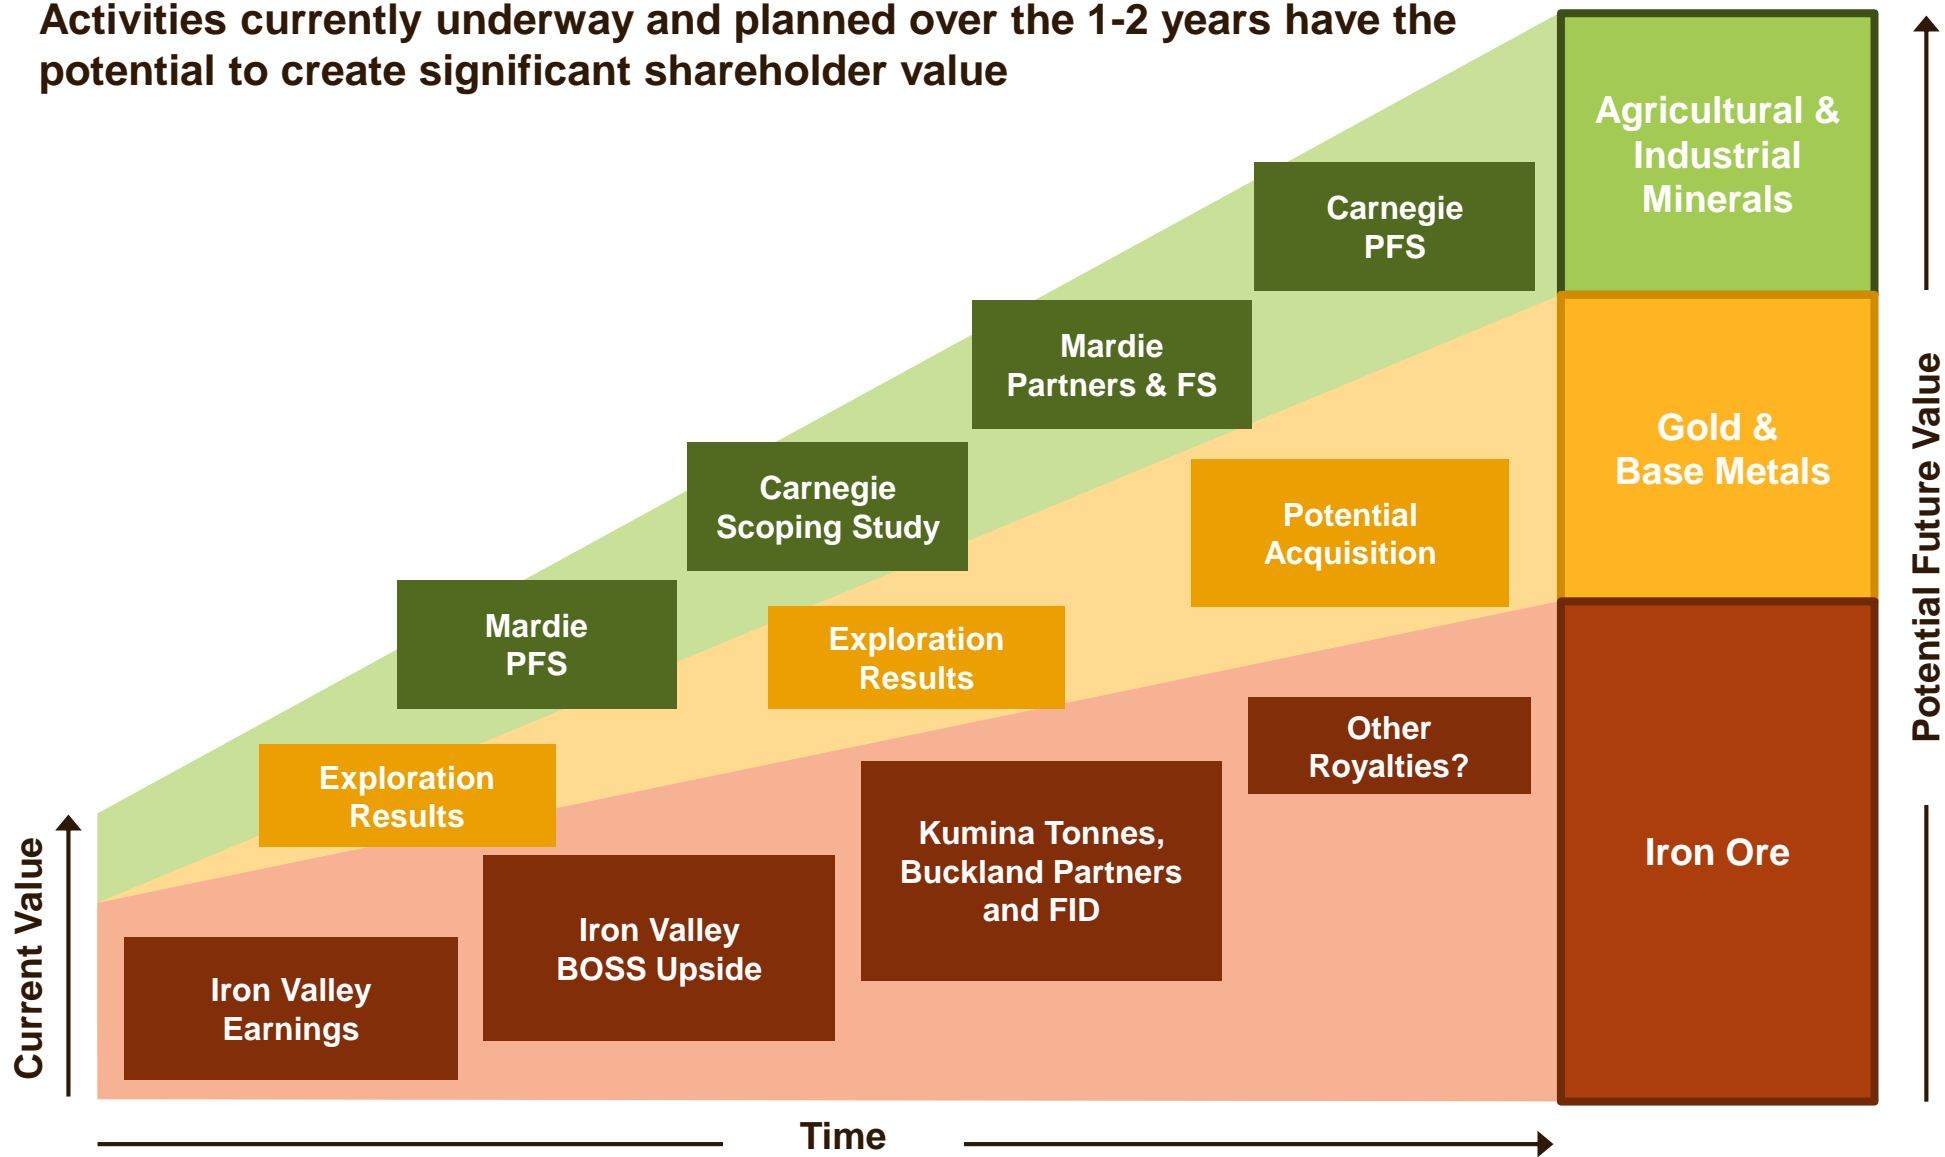 Activities currently underway and planned over the 1-2 years have the
potential to create significant shareholder value
Agricultural &
Industrial
Minerals
Carnegie
PFS
Mardie
Partners & FS
Gold &
Base Metals
Carnegie
Scoping Study
Potential
Acquisition
Mardie
PFS
Exploration
Results
Other
Royalties?
Exploration
Results
Kumina Tonnes,
Buckland Partners
and FID
Iron Ore
Iron Valley
BOSS Upside
Iron Valley
Earnings
Current Value
Potential Future Value
Time